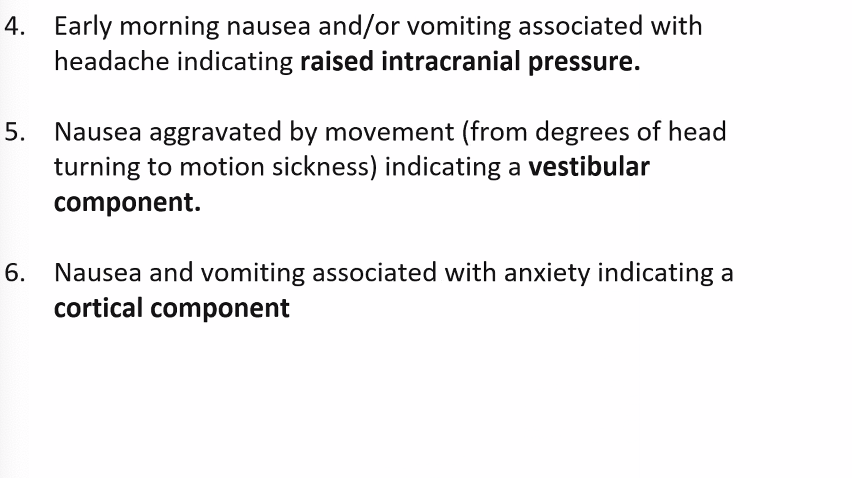 4. Early morning nausea and/or vomiting associated with
headache indicating raised intracranial pressure.
5. Nausea aggravated by movement (from degrees of head
turning to motion sickness) indicating a vestibular
component.
6. Nausea and vomiting associated with anxiety indicating a
cortical component